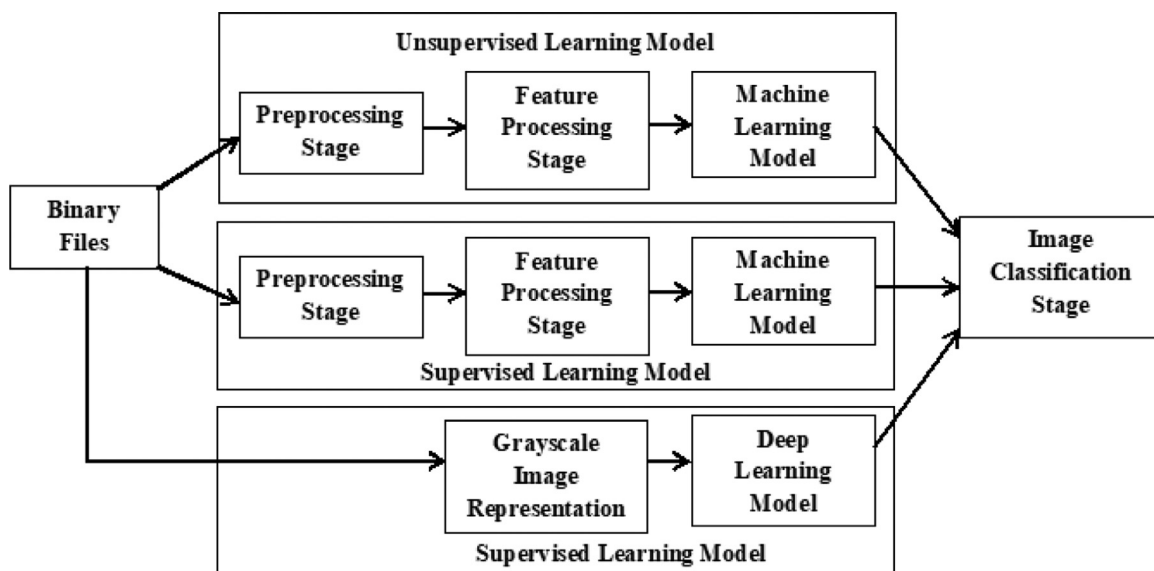 Unsupervised Learning Model
Preprocessing
Stage
Feature
Processing
Stage
Machine
Learning
Model
Binary
Files
Preprocessing
Stage
Feature
Processing
Stage
Machine
Learning
Model
Supervised Learning Model
Image
Classification
Stage
Grayscale
Image
Representation
Deep
Learning
Model
Supervised Learning Model